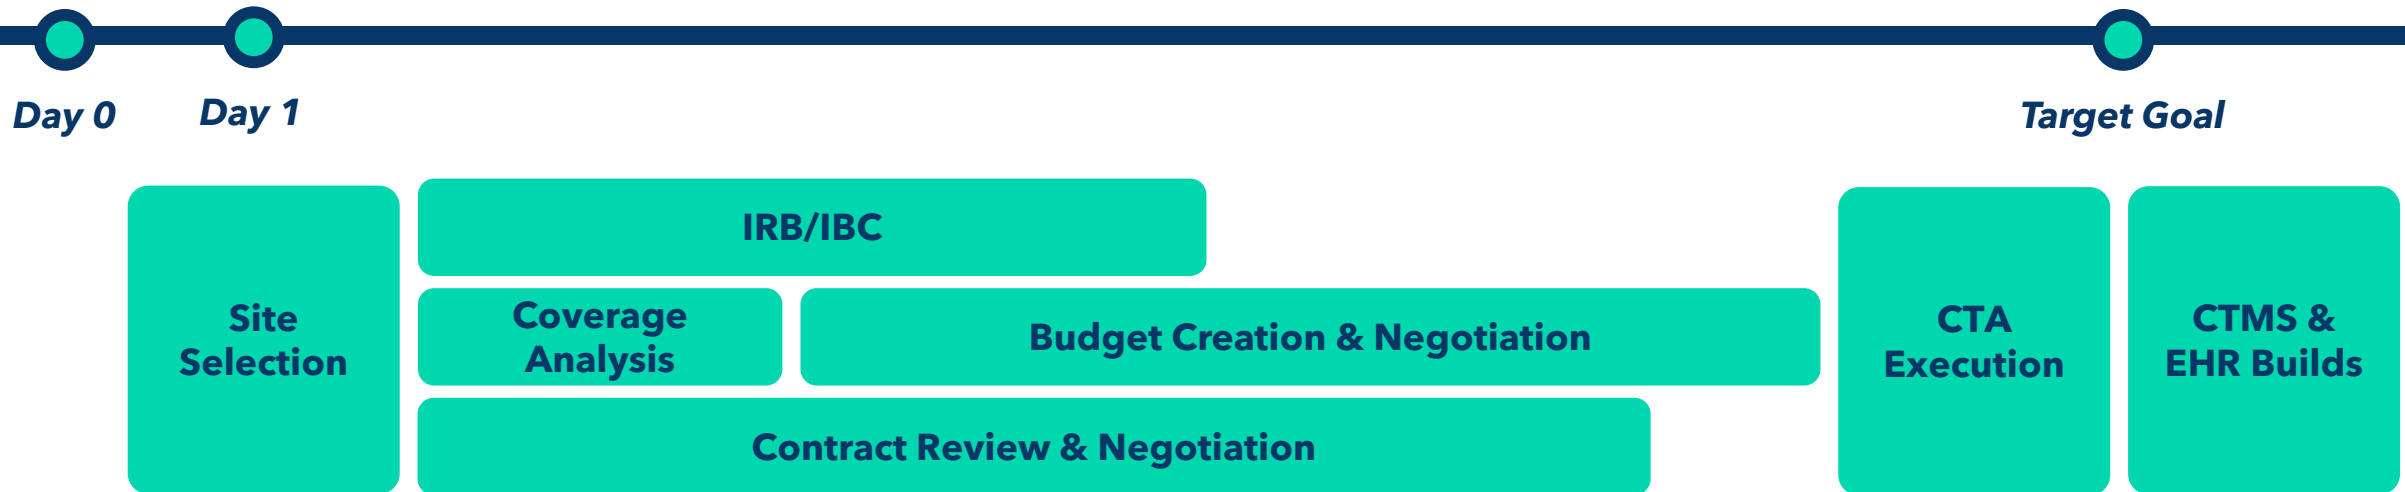 Day 0
Day 1
Target Goal
Site
Selection
IRB/IBC
Coverage
Analysis
Budget Creation & Negotiation
Contract Review & Negotiation
CTA
Execution
CTMS &
EHR Builds